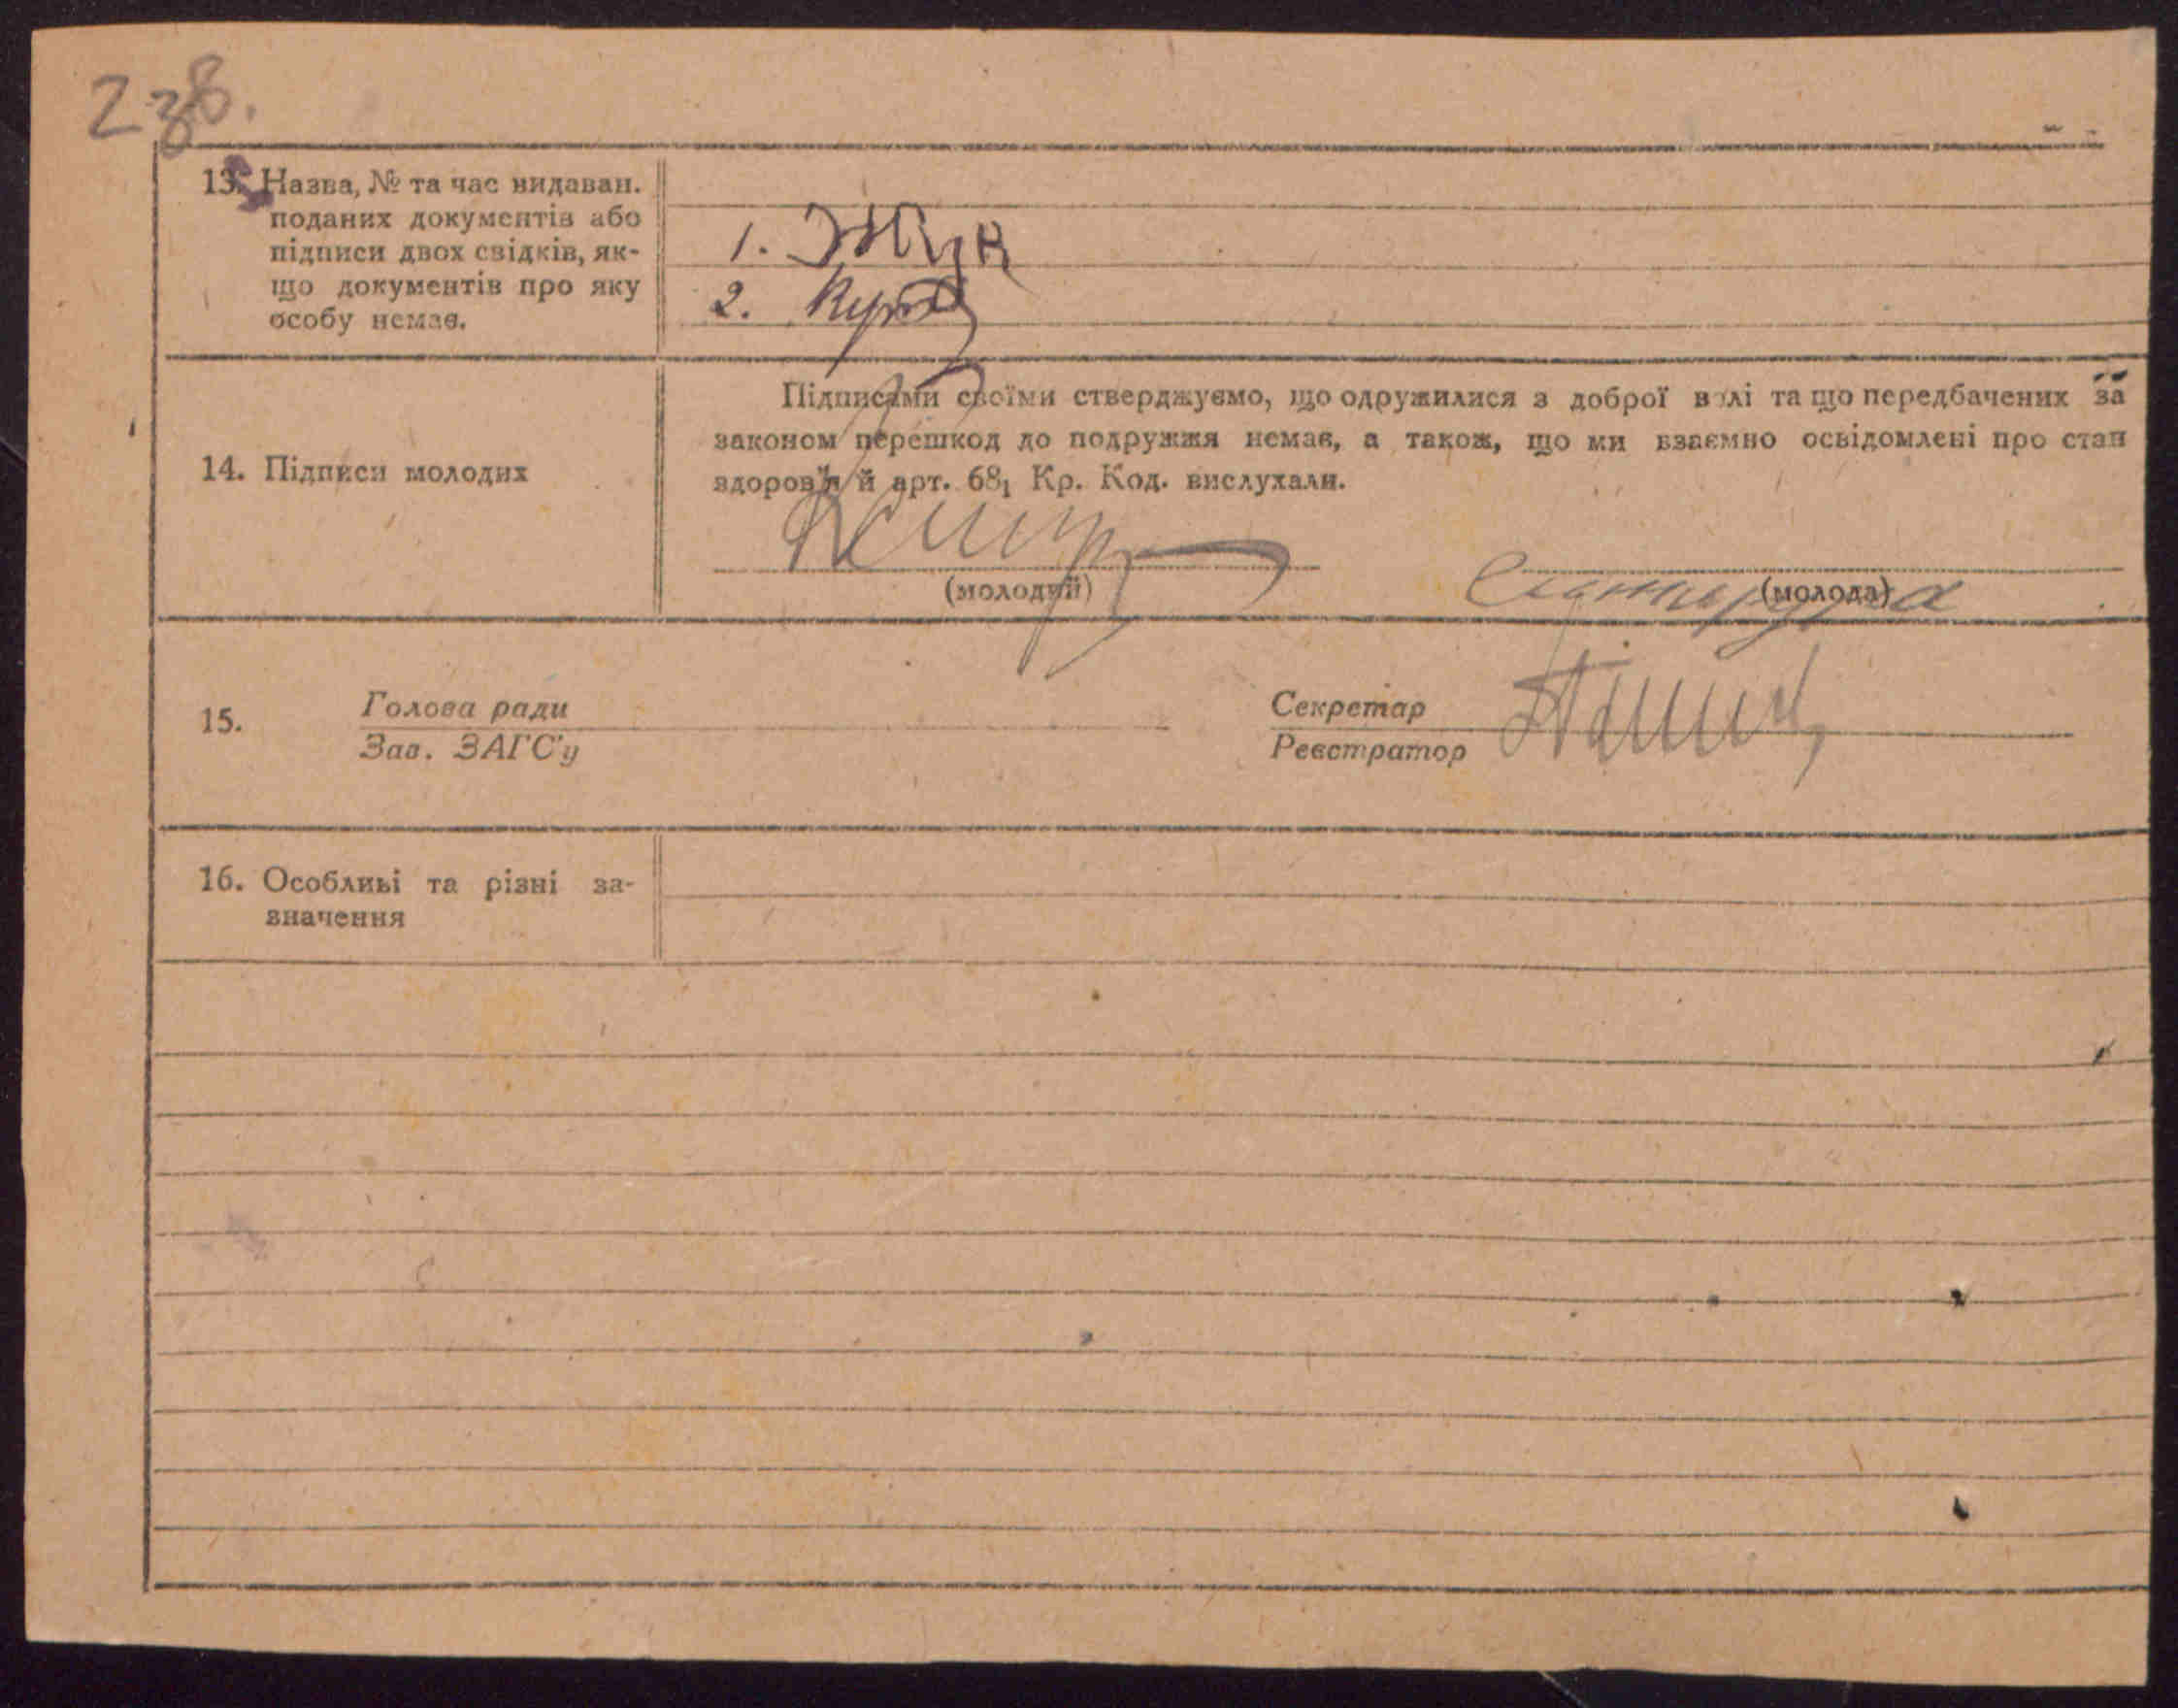 238.
13. Назва, № та час видаван.
поданих документів або
підписи двох свідків, як-
що документів про яку
особу немає.
1. Жук
2.
Підписами своїми стверджуємо, що одружилися з доброї волі та що передбачених за
законом перешкод до подружжя немає, а також, що ми взаємно освідомлені про стан
здоров'я й арт. 68₁ Кр. Код. вислухали.
14. Підписи молодих
(молодий)
(молода)
15.
Голова ради
Зав. ЗАГС'у
Секретар
Реєстратор
16. Особливі та різні за-
значення